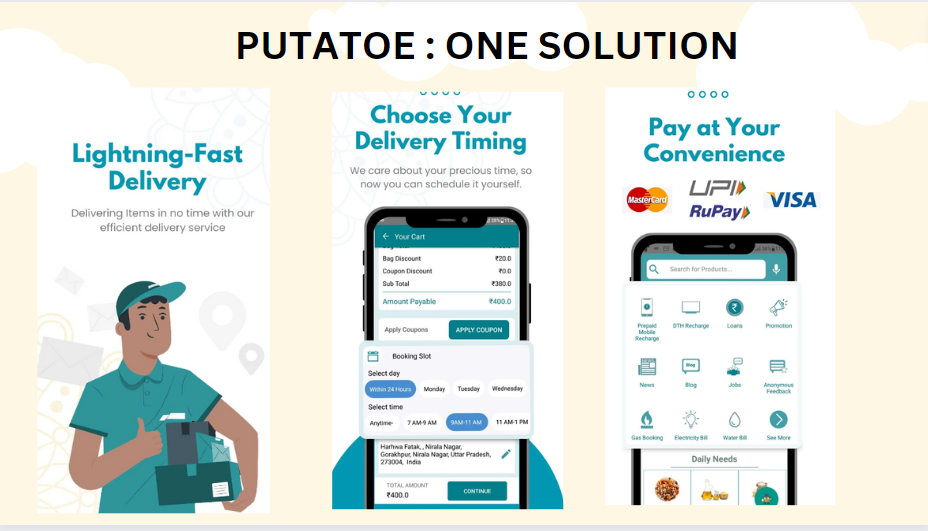 PUTATOE : ONE SOLUTION
Lightning-Fast
Delivery
Delivering Items in no time with our
efficient delivery service
Choose Your
Delivery Timing
We care about your precious time, so
now you can schedule it yourself.
Your Cart
Bag Discount ₹20.0
Coupon Discount ₹0.0
Sub Total ₹380.0
Amount Payable ₹400.0
Apply Coupons APPLY COUPON
Booking Slot
Select day
Within 24 Hours Monday Tuesday Wednesday
Select time
Anytime- 7 AM-9 AM 9AM-11 AM 11 AM-1 PM
Harhwa Fatak, , Nirala Nagar,
Gorakhpur, Nirala Nagar, Uttar Pradesh,
273004, India
TOTAL AMOUNT
₹400.0
CONTINUE
Pay at Your
Convenience
MasterCard UPI VISA
RuPay
Search for Products...
Prepaid
Mobile
Recharge
DTH Recharge
₹
Loans
Promotion
News
Blog
Blog
Jobs
Anonymous
Feedback
Gas Booking Electricity Bill Water Bill See More
Daily Needs